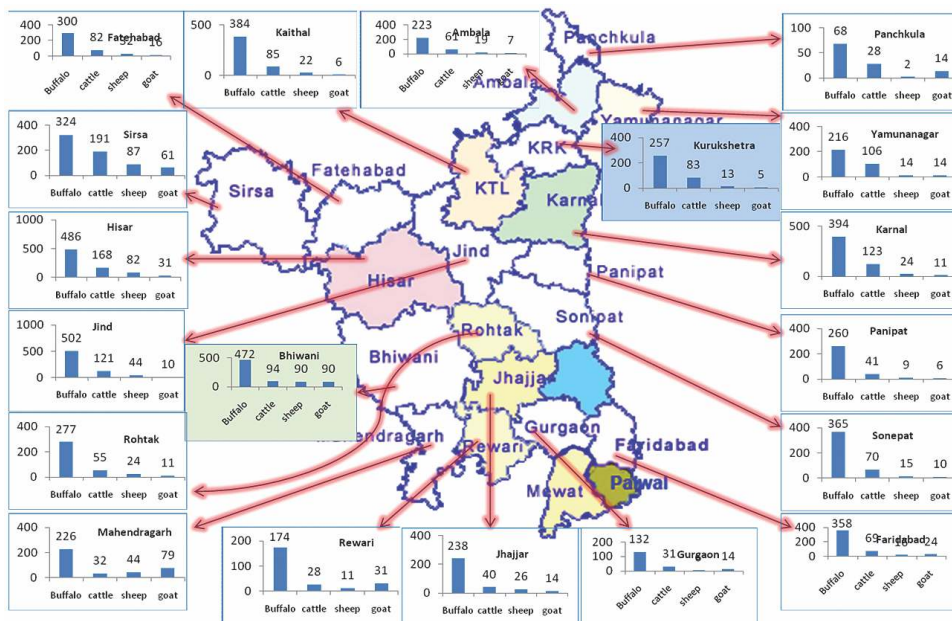 300
400
Fatehabad
200
82 52 16
0
Buffalo cattle sheep goat
500
384
Kaithal
85 22 6
0
Buffalo cattle sheep goat
400
223
Ambala
200
61 19 7
0
Buffalo cattle sheep goat
100
Panchkula
68
50
28
2
14
0
Buffalo cattle sheep goat
400
324
Sirsa
200
191
87
61
0
Buffalo cattle sheep goat
400
Yamunanagar
216
200
106
14 14
0
Buffalo cattle sheep goat
400
257
Kurukshetra
200
83
13 5
0
Buffalo cattle sheep goat
1000
Hisar
486
500
168
82 31
0
Buffalo cattle sheep goat
500
394
Karnal
123
24 11
0
Buffalo cattle sheep goat
1000
Jind
502
500
121
44 10
0
Buffalo cattle sheep goat
500
472
Bhiwani
94 90 90
0
Buffalo cattle sheep goat
400
Panipat
260
200
41
9 6
0
Buffalo cattle sheep goat
400
277
Rohtak
200
55
24 11
0
Buffalo cattle sheep goat
400
365
Sonepat
200
70
15 10
0
Buffalo cattle sheep goat
400
Mahendragarh
226
200
32 44
79
0
Buffalo cattle sheep goat
200
174
Rewari
100
28
11
31
0
Buffalo cattle sheep goat
400
Jhajjar
238
200
40 26 14
0
Buffalo cattle sheep goat
200
132
Gurgaon
100
31
14
0
Buffalo cattle sheep goat
400
358
Faridabad
200
69
24
0
Buffalo cattle sheep goat
Panchkula
Ambala
Yamunanagar
KRK
Fatehabad
Sirsa
KTL
Karnal
Jind
Hisar
Panipat
Rohtak
Sonipat
Bhiwani
Jhajja
Gurgaon
Faridabad
endragarh
Rewari
Palwal
Mewat